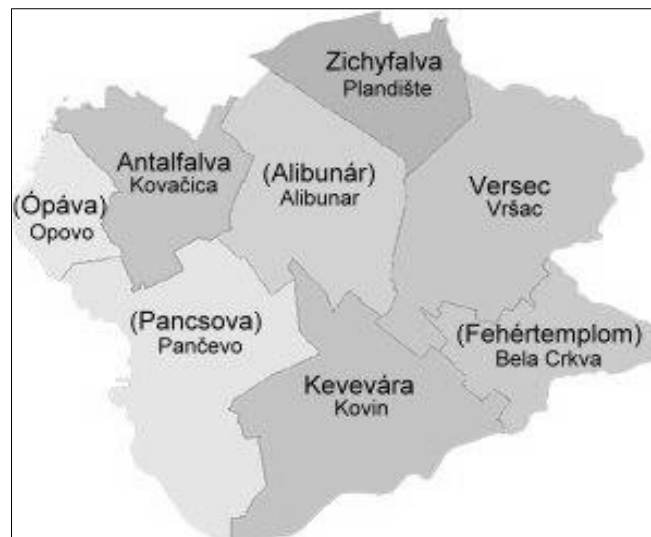 Zichyfalva
Plandište
Antalfalva
Kovačica
(Alibunár)
Alibunar
Versec
Vršac
(Ópáva)
Opovo
(Pancsova)
Pančevo
(Fehértemplom)
Bela Crkva
Kevevára
Kovin